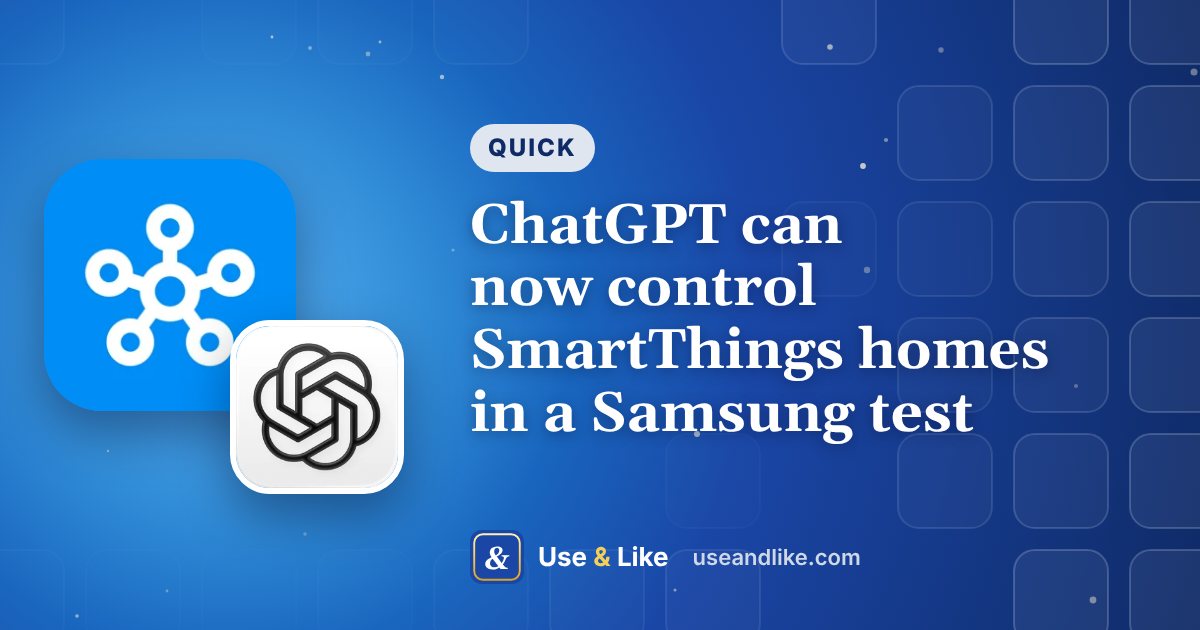 QUICK
ChatGPT can
now control
SmartThings homes
in a Samsung test
& Use & Like useandlike.com